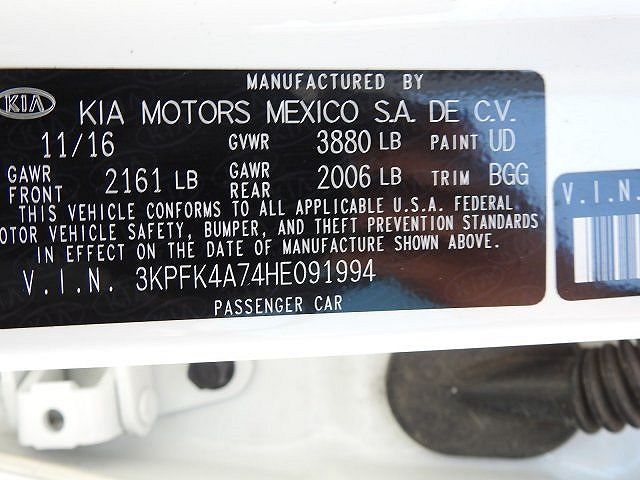 MANUFACTURED BY
KIA KIA MOTORS MEXICO S.A. DE C.V.
11/16 GVWR 3880 LB PAINT UD
GAWR FRONT 2161 LB GAWR REAR 2006 LB TRIM BGG
THIS VEHICLE CONFORMS TO ALL APPLICABLE U.S.A. FEDERAL
OTOR VEHICLE SAFETY, BUMPER, AND THEFT PREVENTION STANDARDS
IN EFFECT ON THE DATE OF MANUFACTURE SHOWN ABOVE.
V.I.N. 3KPFK4A74HE091994
PASSENGER CAR
V.I.N.